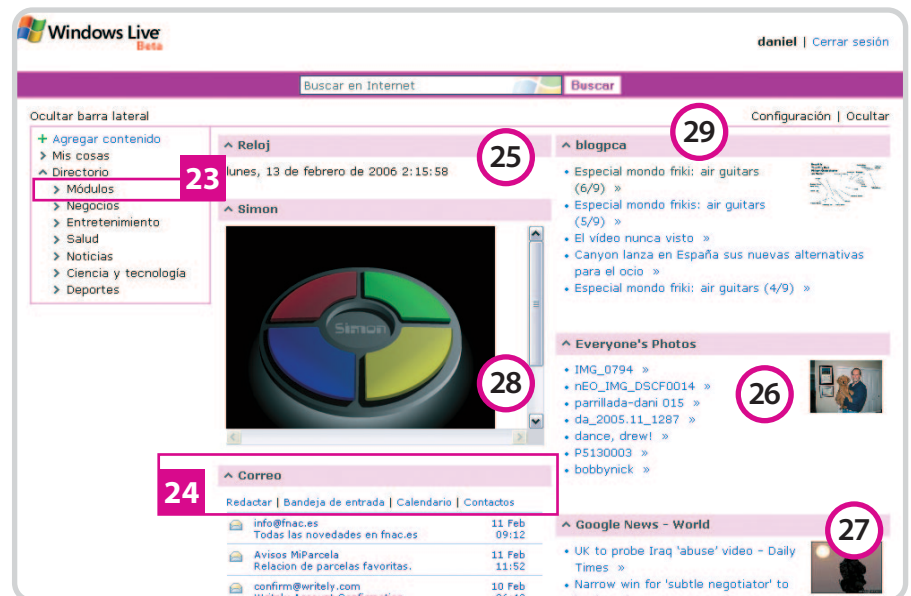 Windows Live
Beta
daniel | Cerrar sesión
Buscar en Internet
Buscar
Ocultar barra lateral
Configuración | Ocultar
+ Agregar contenido
> Mis cosas
^ Directorio
23
> Módulos
> Negocios
> Entretenimiento
> Salud
> Noticias
> Ciencia y tecnología
> Deportes
^ Reloj
25
lunes, 13 de febrero de 2006 2:15:58
^ Simon
Simon
28
24
^ Correo
Redactar | Bandeja de entrada | Calendario | Contactos
info@fnac.es 11 Feb
Todas las novedades en fnac.es 09:12
Avisos MiParcela 11 Feb
Relacion de parcelas favoritas. 11:52
confirm@writely.com 10 Feb
29
^ blogpca
• Especial mondo friki: air guitars
(6/9) »
• Especial mondo frikis: air guitars
(5/9) »
• El vídeo nunca visto »
• Canyon lanza en España sus nuevas alternativas
para el ocio »
• Especial mondo friki: air guitars (4/9) »
^ Everyone's Photos
26
• IMG_0794 »
• nEO_IMG_DSCF0014 »
• parrillada-dani 015 »
• da_2005.11_1287 »
• dance, drew! »
• P5130003 »
• bobbynick »
^ Google News - World
27
• UK to probe Iraq 'abuse' video - Daily
Times »
• Narrow win for 'subtle negotiator' to